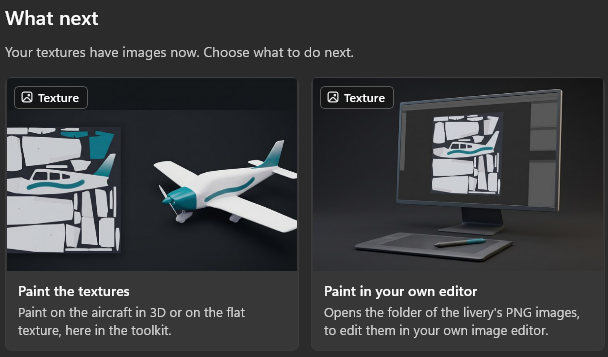 What next
Your textures have images now. Choose what to do next.
Texture
Texture
Paint the textures
Paint on the aircraft in 3D or on the flat
texture, here in the toolkit.
Paint in your own editor
Opens the folder of the livery's PNG images,
to edit them in your own image editor.